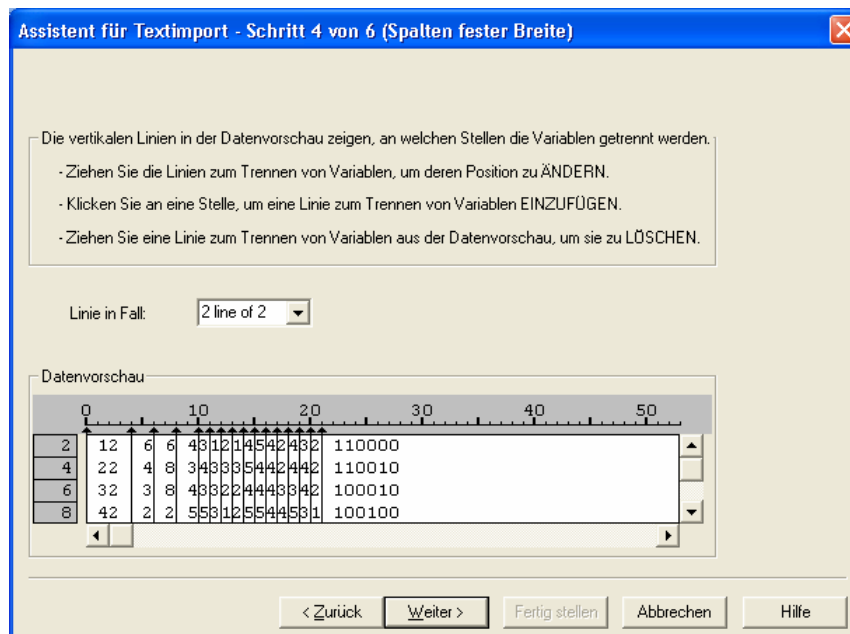 Assistent für Textimport - Schritt 4 von 6 (Spalten fester Breite)
Die vertikalen Linien in der Datenvorschau zeigen, an welchen Stellen die Variablen getrennt werden.
- Ziehen Sie die Linien zum Trennen von Variablen, um deren Position zu ÄNDERN.
- Klicken Sie an eine Stelle, um eine Linie zum Trennen von Variablen EINZUFÜGEN.
- Ziehen Sie eine Linie zum Trennen von Variablen aus der Datenvorschau, um sie zu LÖSCHEN.
Linie in Fall: 2 line of 2
Datenvorschau
0 10 20 30 40 50
2 12 6 6 431214542432 110000
4 22 4 8 343335442442 110010
6 32 3 8 433224443342 100010
8 42 2 2 553125544531 100100
< Zurück Weiter > Fertig stellen Abbrechen Hilfe